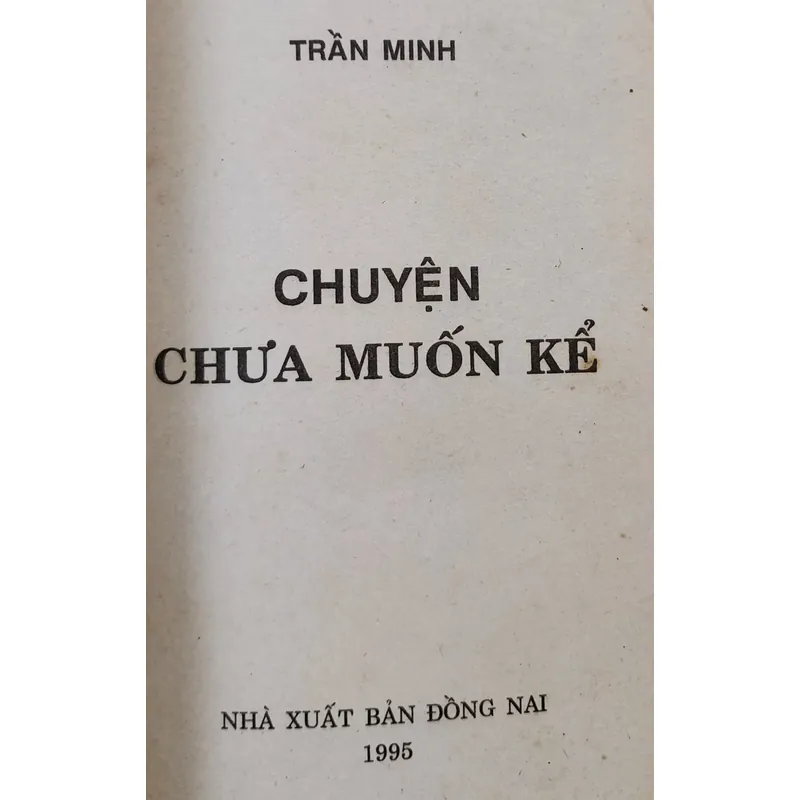 TRẦN MINH
CHUYỆN
CHƯA MUỐN KỂ
NHÀ XUẤT BẢN ĐỒNG NAI
1995